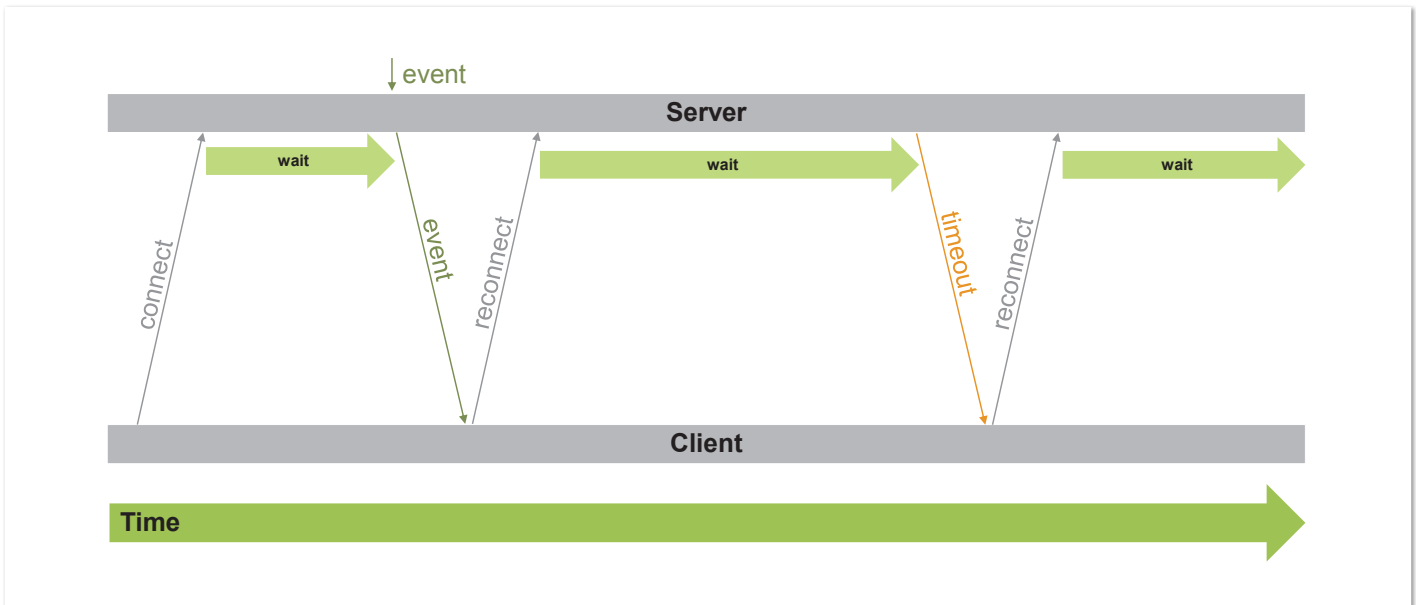 event
Server
wait
wait
wait
connect
event
reconnect
timeout
reconnect
Client
Time